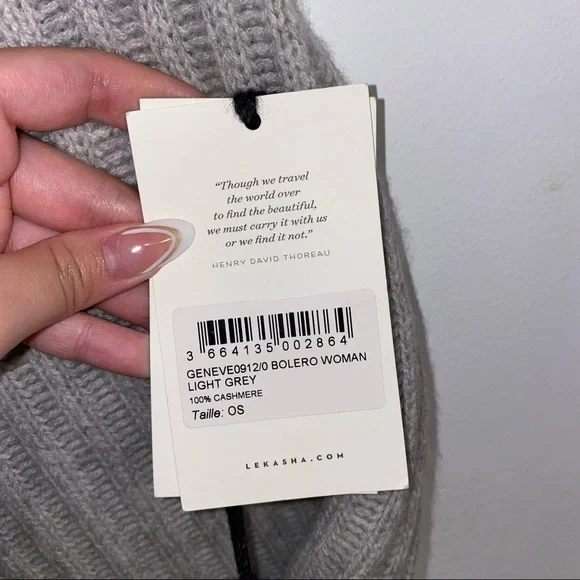 “Though we travel
the world over
to find the beautiful,
we must carry it with us
or we find it not.”
HENRY DAVID THOREAU
3 664135 002864
GENEVE0912/0 BOLERO WOMAN
LIGHT GREY
100% CASHMERE
Taille: OS
LEKASHA.COM